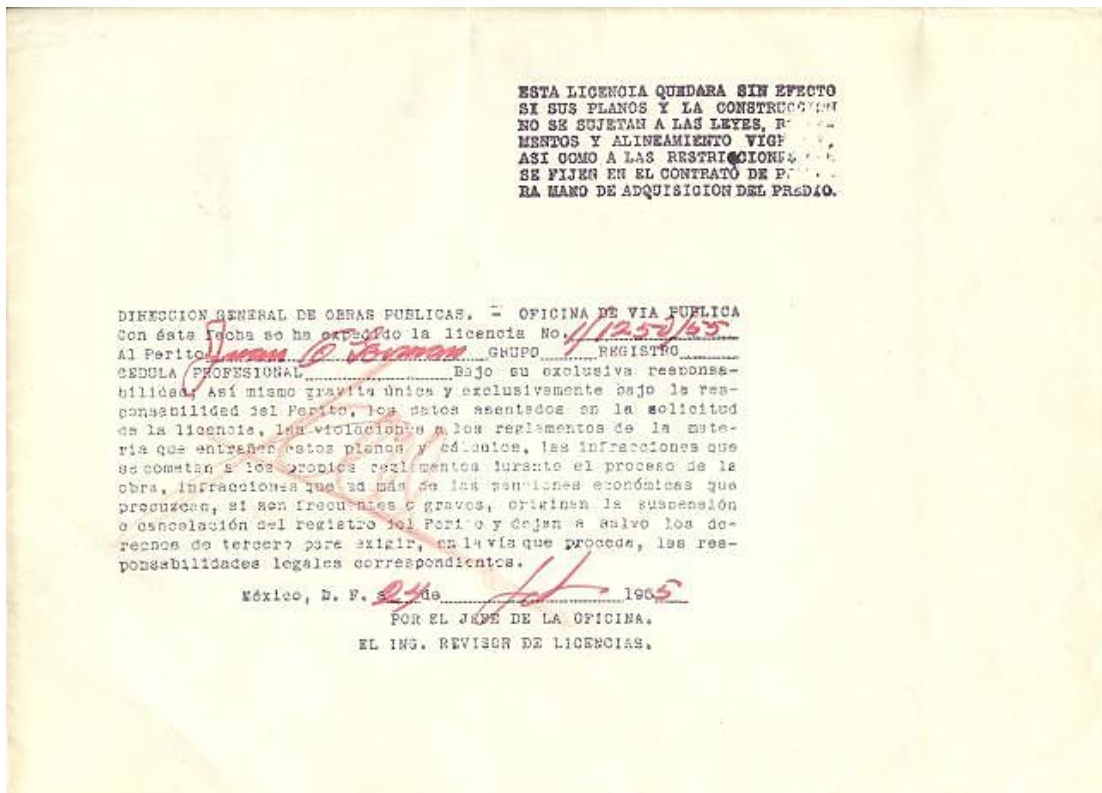 ESTA LICENCIA QUEDARA SIN EFECTO
SI SUS PLANOS Y LA CONSTRUCCION
NO SE SUJETAN A LAS LEYES,
MENTOS Y ALINEAMIENTO
ASI COMO A LAS RESTRICCIONES
SE FIJEN EN EL CONTRATO DE
RA MANO DE ADQUISICION DEL PREDIO.
DIRECCION GENERAL DE OBRAS PUBLICAS. - OFICINA DE VIA PUBLICA
Con ésta fecha se ha expedido la licencia No. 1/1250/55
Al Perito Juan GRUPO REGISTRO
CEDULA PROFESIONAL Bajo su exclusiva responsa-
bilidad, Así mismo gravita única y exclusivamente bajo la res-
ponsabilidad del Perito, los datos asentados en la solicitud
de la licencia, las violaciones a los reglamentos de la mate-
ria que entrañen estos planos y cálculos, las infracciones que
se cometan a los propios reglamentos durante el proceso de la
obra, infracciones que además de las sanciones económicas que
produzcan, si son frecuentes o graves, originan la suspensión
o cancelación del registro del Perito y dejan a salvo los de-
rechos de tercero para exigir, en la vía que proceda, las res-
ponsabilidades legales correspondientes.
México, D. F. a 24 de 1955
POR EL JEFE DE LA OFICINA.
EL ING. REVISOR DE LICENCIAS.